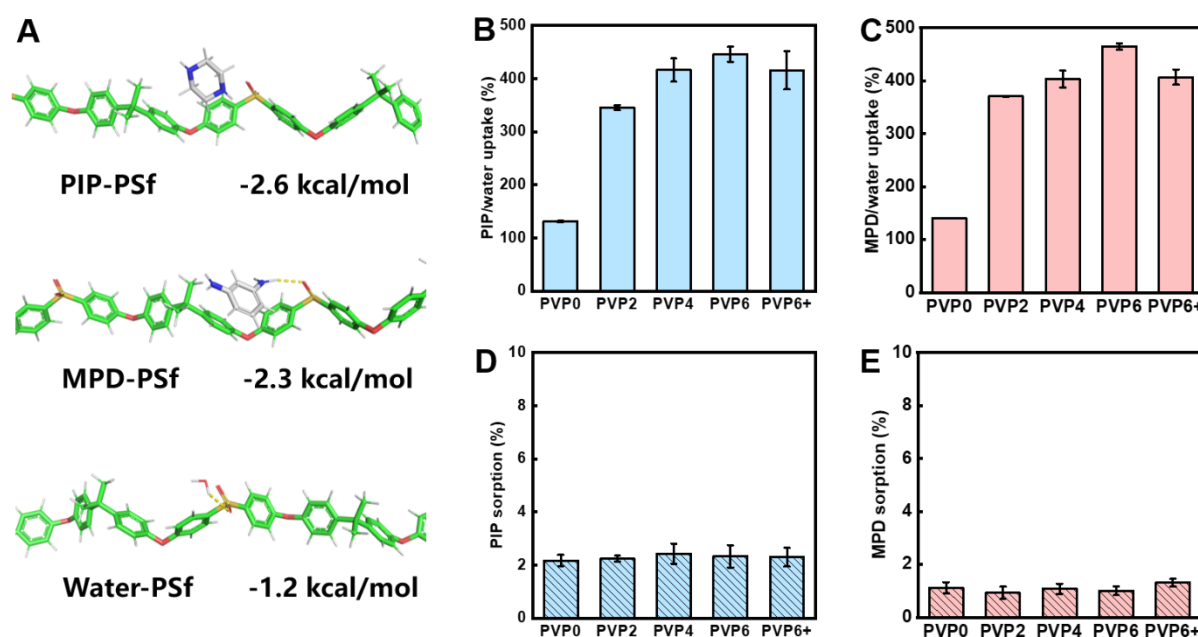 A
PIP-PSf -2.6 kcal/mol
MPD-PSf -2.3 kcal/mol
Water-PSf -1.2 kcal/mol
B
PIP/water uptake (%)
500
400
300
200
100
0
PVP0 PVP2 PVP4 PVP6 PVP6+
C
MPD/water uptake (%)
500
400
300
200
100
0
PVP0 PVP2 PVP4 PVP6 PVP6+
D
PIP sorption (%)
10
8
6
4
2
0
PVP0 PVP2 PVP4 PVP6 PVP6+
E
MPD sorption (%)
10
8
6
4
2
0
PVP0 PVP2 PVP4 PVP6 PVP6+